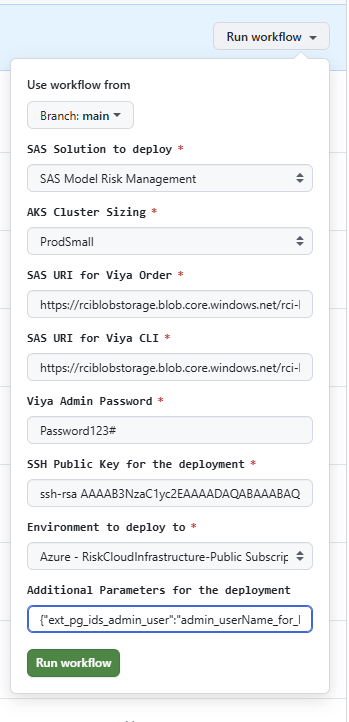 Run workflow
Use workflow from
Branch: main
SAS Solution to deploy *
SAS Model Risk Management
AKS Cluster Sizing *
ProdSmall
SAS URI for Viya Order *
https://rciblobstorage.blob.core.windows.net/rci-
SAS URI for Viya CLI *
https://rciblobstorage.blob.core.windows.net/rci-
Viya Admin Password *
Password123#
SSH Public Key for the deployment *
ssh-rsa AAAAB3NzaC1yc2EAAAADAQABAAABAQ
Environment to deploy to *
Azure - RiskCloudInfrastructure-Public Subscrip
Additional Parameters for the deployment
{"ext_pg_ids_admin_user":"admin_userName_for_
Run workflow